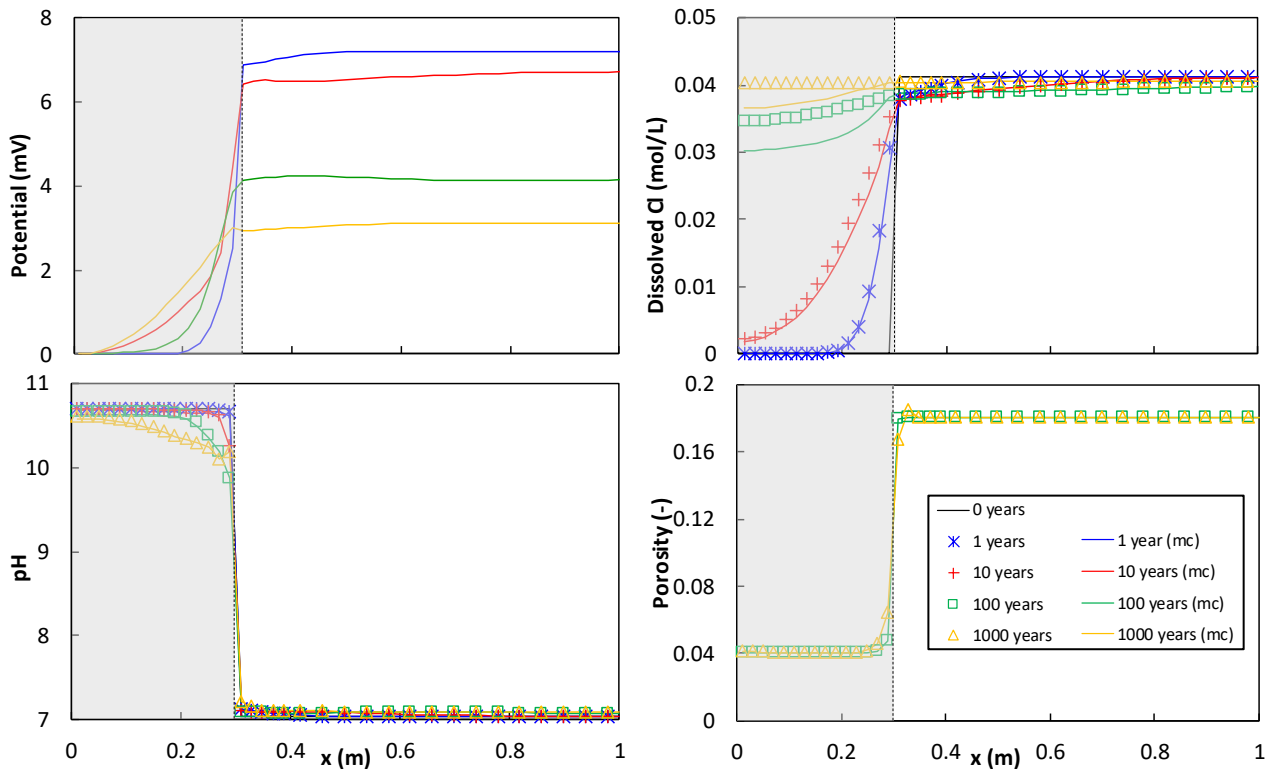 8
6
4
2
0
Potential (mV)
0.05
0.04
0.03
0.02
0.01
0
Dissolved Cl (mol/L)
11
10
9
8
7
pH
0
0.2
0.4
0.6
0.8
1
x (m)
0.2
0.16
0.12
0.08
0.04
0
Porosity (-)
0 years
1 years
1 year (mc)
10 years
10 years (mc)
100 years
100 years (mc)
1000 years
1000 years (mc)
0
0.2
0.4
0.6
0.8
1
x (m)